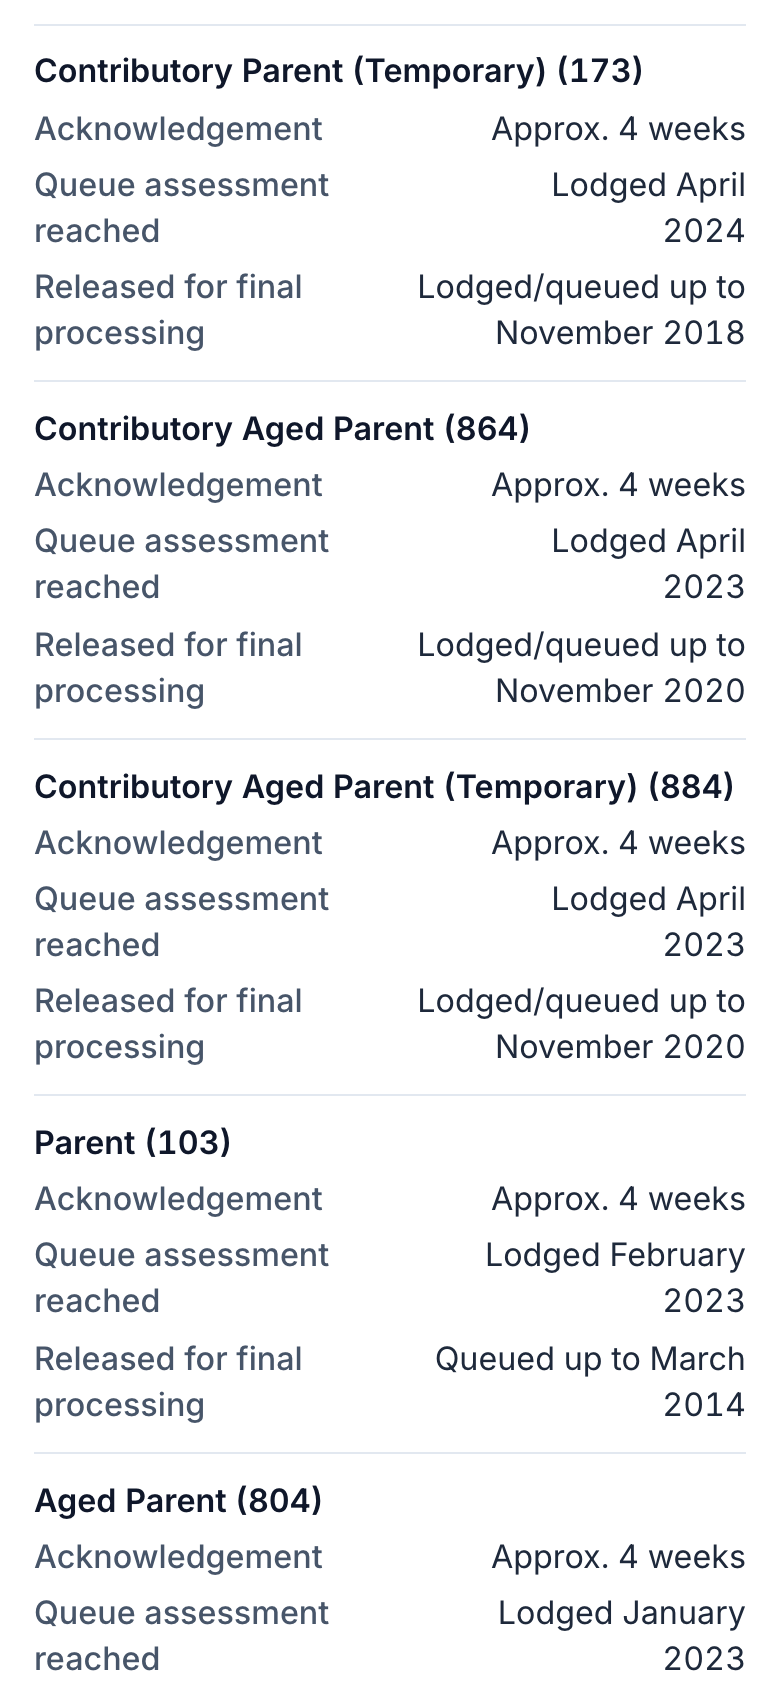 Contributory Parent (Temporary) (173)
Acknowledgement Approx. 4 weeks
Queue assessment Lodged April
reached 2024
Released for final Lodged/queued up to
processing November 2018
Contributory Aged Parent (864)
Acknowledgement Approx. 4 weeks
Queue assessment Lodged April
reached 2023
Released for final Lodged/queued up to
processing November 2020
Contributory Aged Parent (Temporary) (884)
Acknowledgement Approx. 4 weeks
Queue assessment Lodged April
reached 2023
Released for final Lodged/queued up to
processing November 2020
Parent (103)
Acknowledgement Approx. 4 weeks
Queue assessment Lodged February
reached 2023
Released for final Queued up to March
processing 2014
Aged Parent (804)
Acknowledgement Approx. 4 weeks
Queue assessment Lodged January
reached 2023